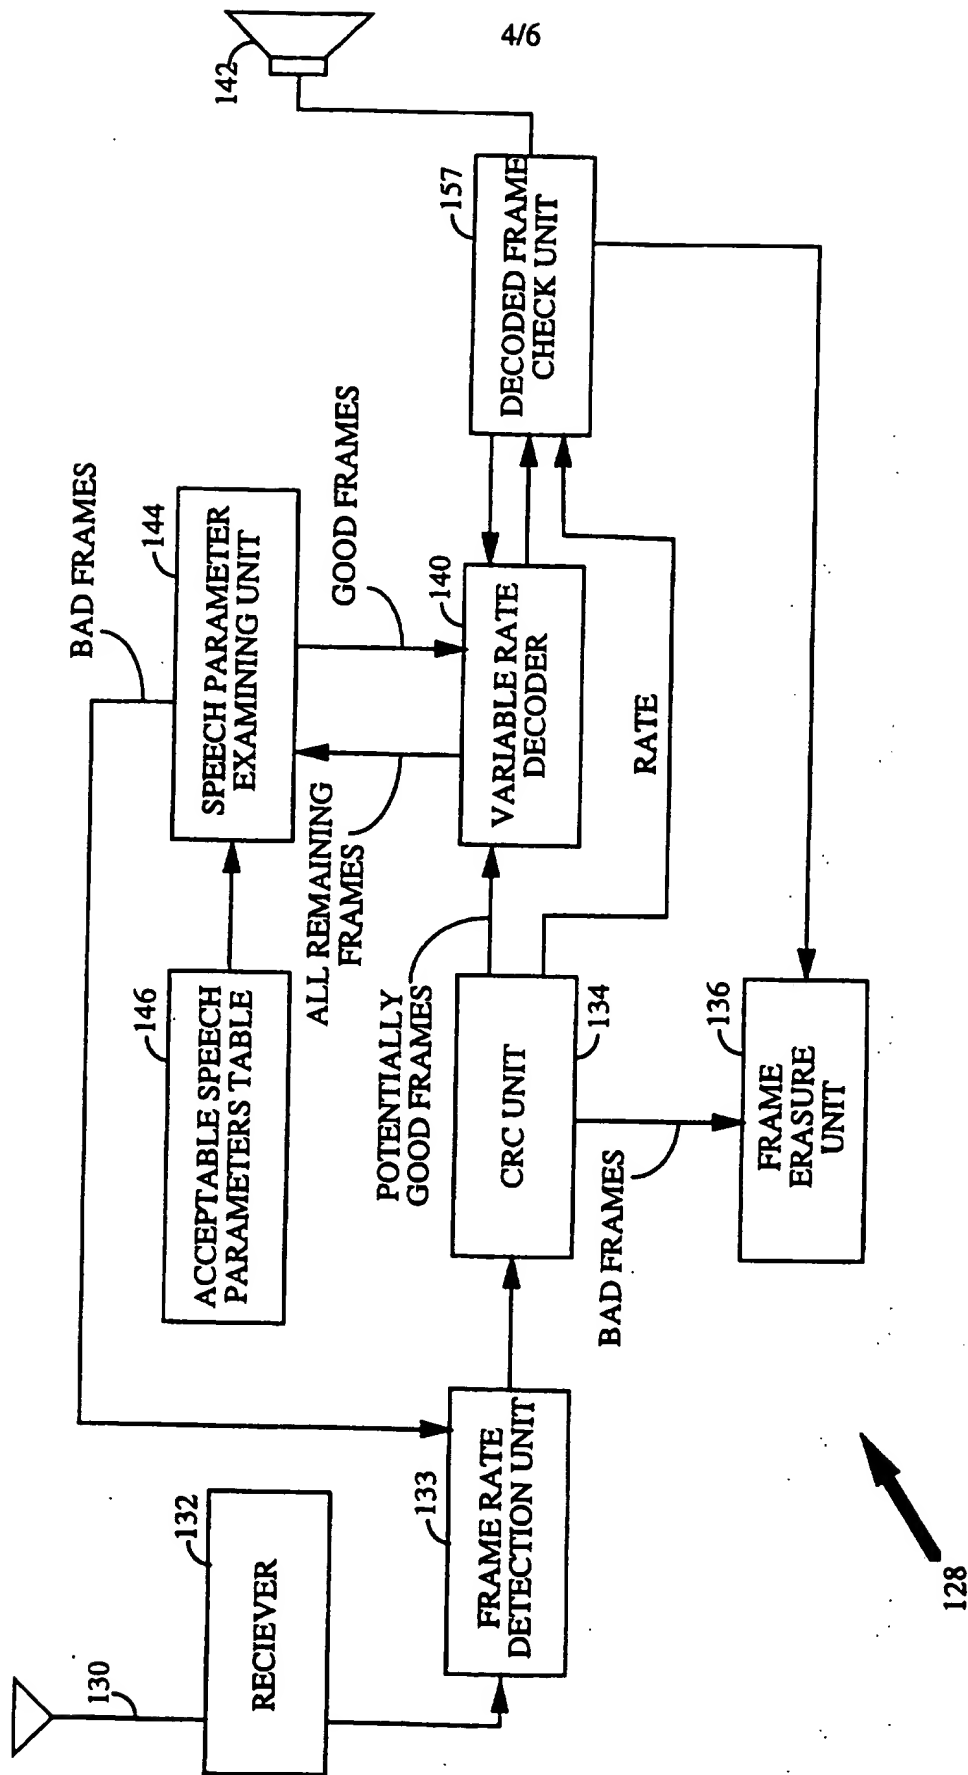 4/6
130
132
RECIEVER
133
FRAME RATE
DETECTION UNIT
BAD FRAMES
146
ACCEPTABLE SPEECH
PARAMETERS TABLE
144
SPEECH PARAMETER
EXAMINING UNIT
ALL REMAINING
FRAMES
GOOD FRAMES
POTENTIALLY
GOOD FRAMES
134
CRC UNIT
140
VARIABLE RATE
DECODER
157
DECODED FRAME
CHECK UNIT
142
RATE
BAD FRAMES
136
FRAME
ERASURE
UNIT
128